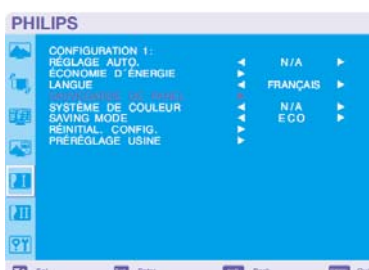 PHILIPS
CONFIGURATION 1:
RÉGLAGE AUTO. N/A
ÉCONOMIE D´ÉNERGIE
LANGUE FRANÇAIS
SYSTÈME DE COULEUR N/A
SAVING MODE ECO
RÉINITIAL. CONFIG.
PRÉRÉGLAGE USINE
I
II